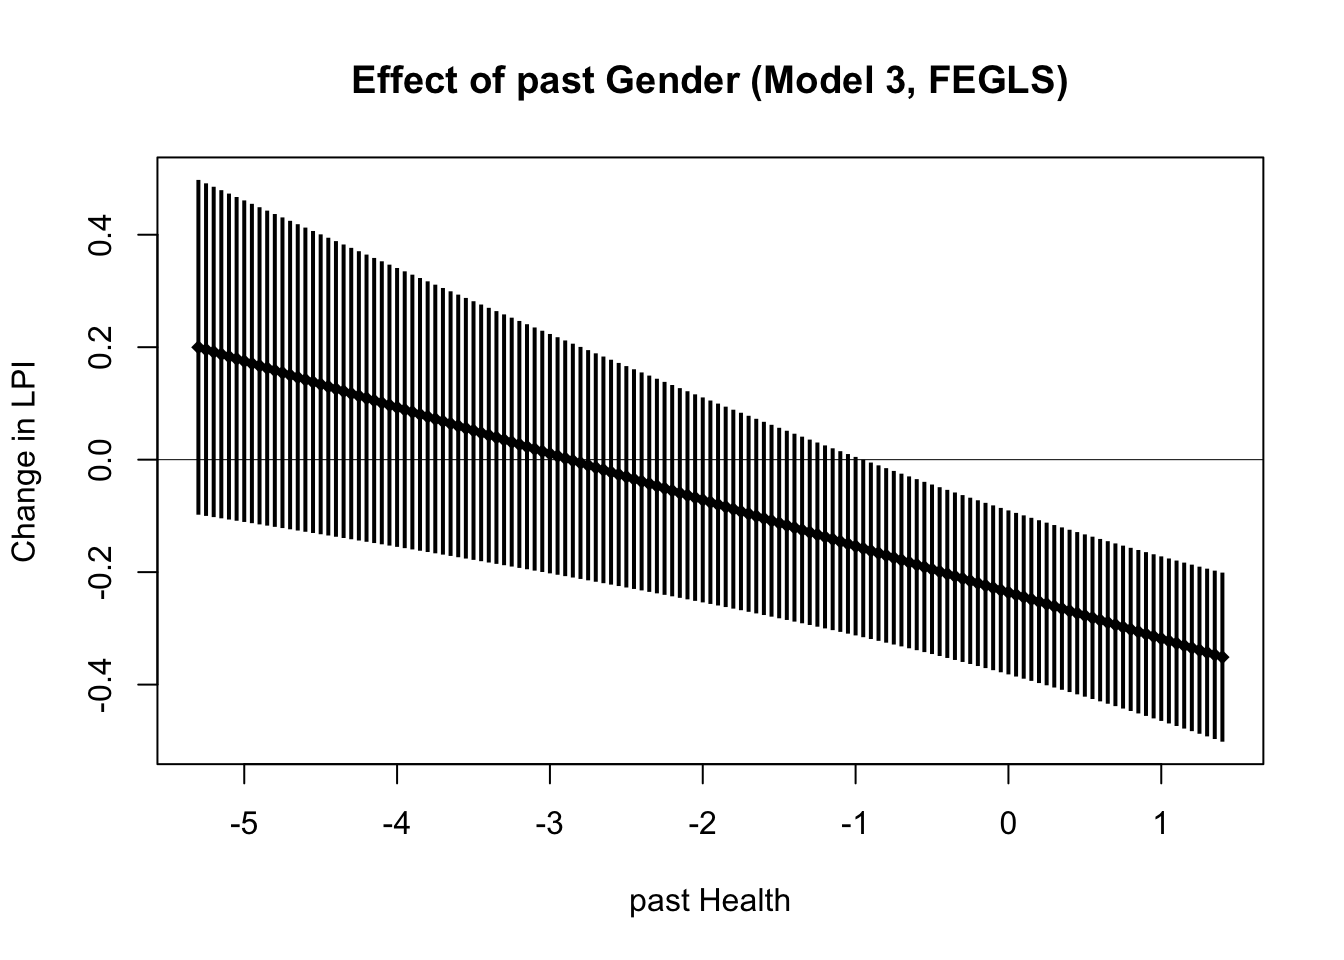 Effect of past Gender (Model 3, FEGLS)
Change in LPI
0.4
0.2
0.0
-0.2
-0.4
-5 -4 -3 -2 -1 0 1
past Health